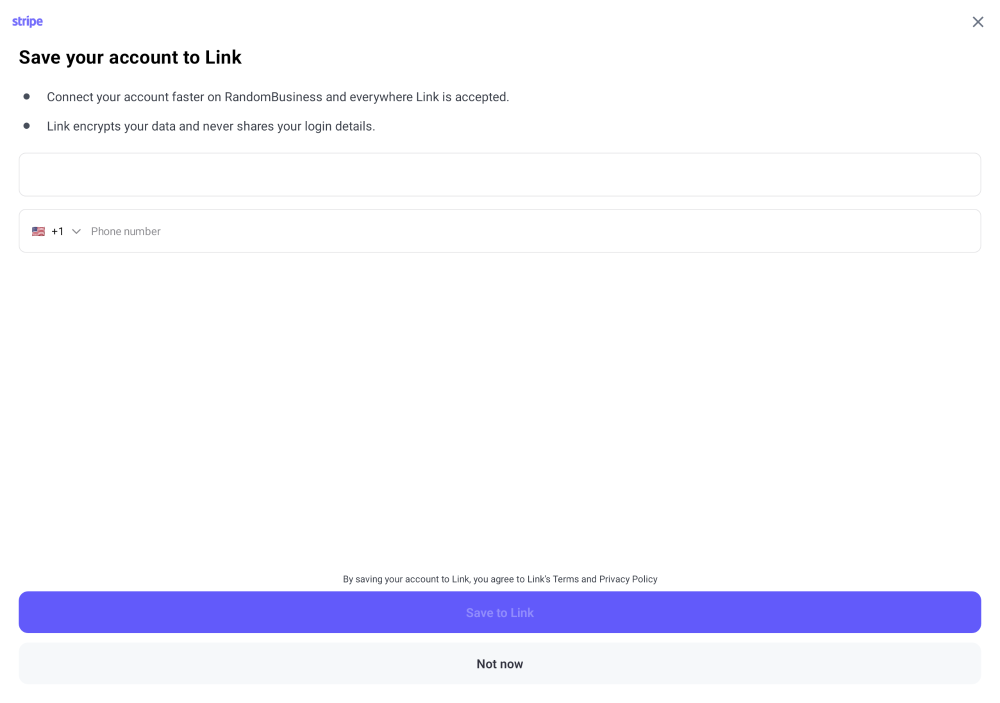 stripe
Save your account to Link
• Connect your account faster on RandomBusiness and everywhere Link is accepted.
• Link encrypts your data and never shares your login details.
+1 Phone number
By saving your account to Link, you agree to Link's Terms and Privacy Policy
Save to Link
Not now